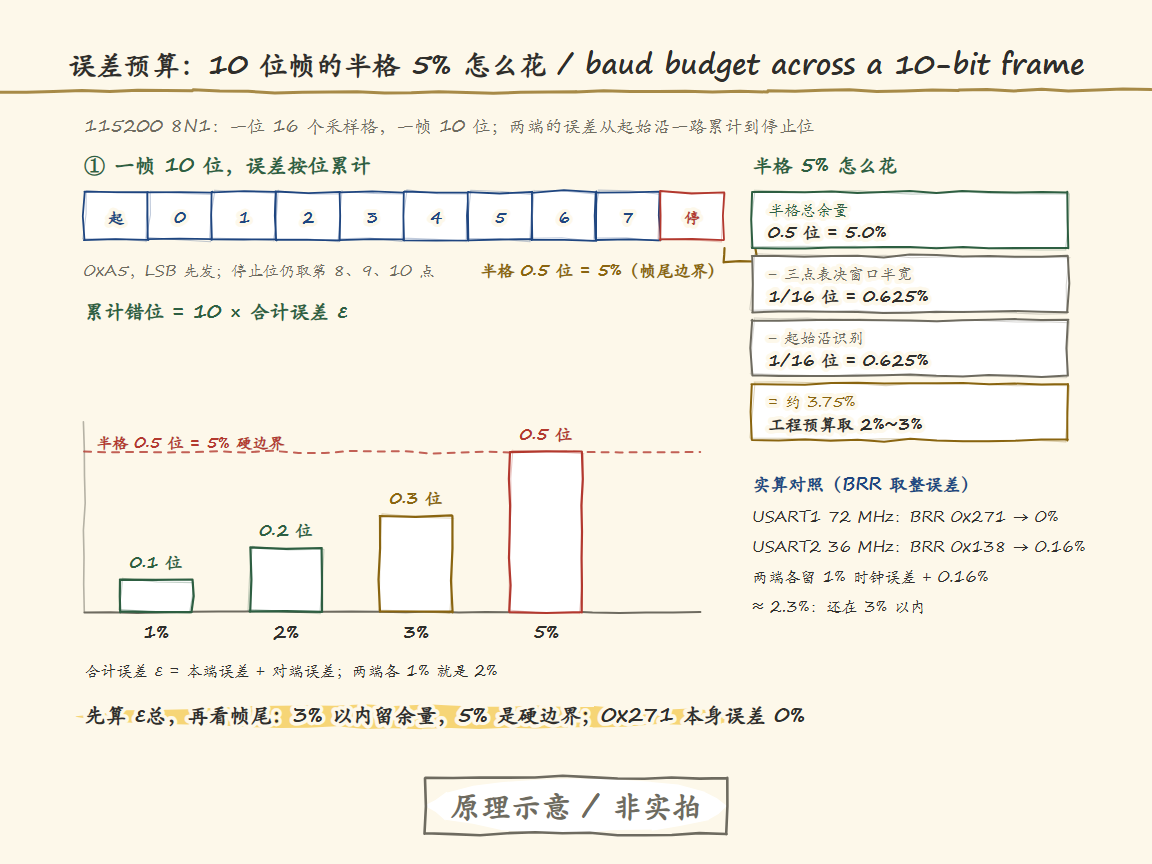 误差预算：10 位帧的半格 5% 怎么花 / baud budget across a 10-bit frame
115200 8N1：一位 16 个采样格，一帧 10 位；两端的误差从起始沿一路累计到停止位
① 一帧 10 位，误差按位累计
起 0 1 2 3 4 5 6 7 停
0xA5，LSB 先发；停止位仍取第 8、9、10 点
半格 0.5 位 = 5%（帧尾边界）
累计错位 = 10 × 合计误差 ε
半格 0.5 位 = 5% 硬边界
0.1 位
0.2 位
0.3 位
0.5 位
1% 2% 3% 5%
合计误差 ε = 本端误差 + 对端误差；两端各 1% 就是 2%
半格 5% 怎么花
半格总余量
0.5 位 = 5.0%
- 三点表决窗口半宽
1/16 位 = 0.625%
- 起始沿识别
1/16 位 = 0.625%
= 约 3.75%
工程预算取 2%~3%
实算对照（BRR 取整误差）
USART1 72 MHz：BRR 0x271 → 0%
USART2 36 MHz：BRR 0x138 → 0.16%
两端各留 1% 时钟误差 + 0.16%
≈ 2.3%：还在 3% 以内
先算 ε总，再看帧尾：3% 以内留余量，5% 是硬边界；0x271 本身误差 0%
原理示意 / 非实拍